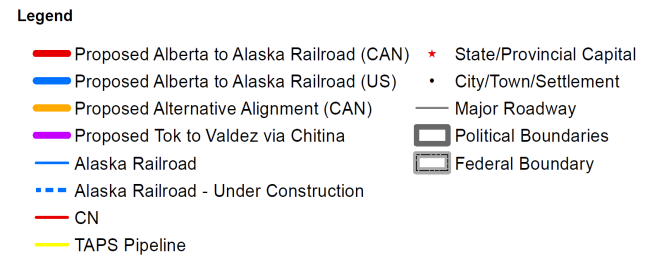 Legend
Proposed Alberta to Alaska Railroad (CAN)
Proposed Alberta to Alaska Railroad (US)
Proposed Alternative Alignment (CAN)
Proposed Tok to Valdez via Chitina
Alaska Railroad
Alaska Railroad - Under Construction
CN
TAPS Pipeline
State/Provincial Capital
City/Town/Settlement
Major Roadway
Political Boundaries
Federal Boundary